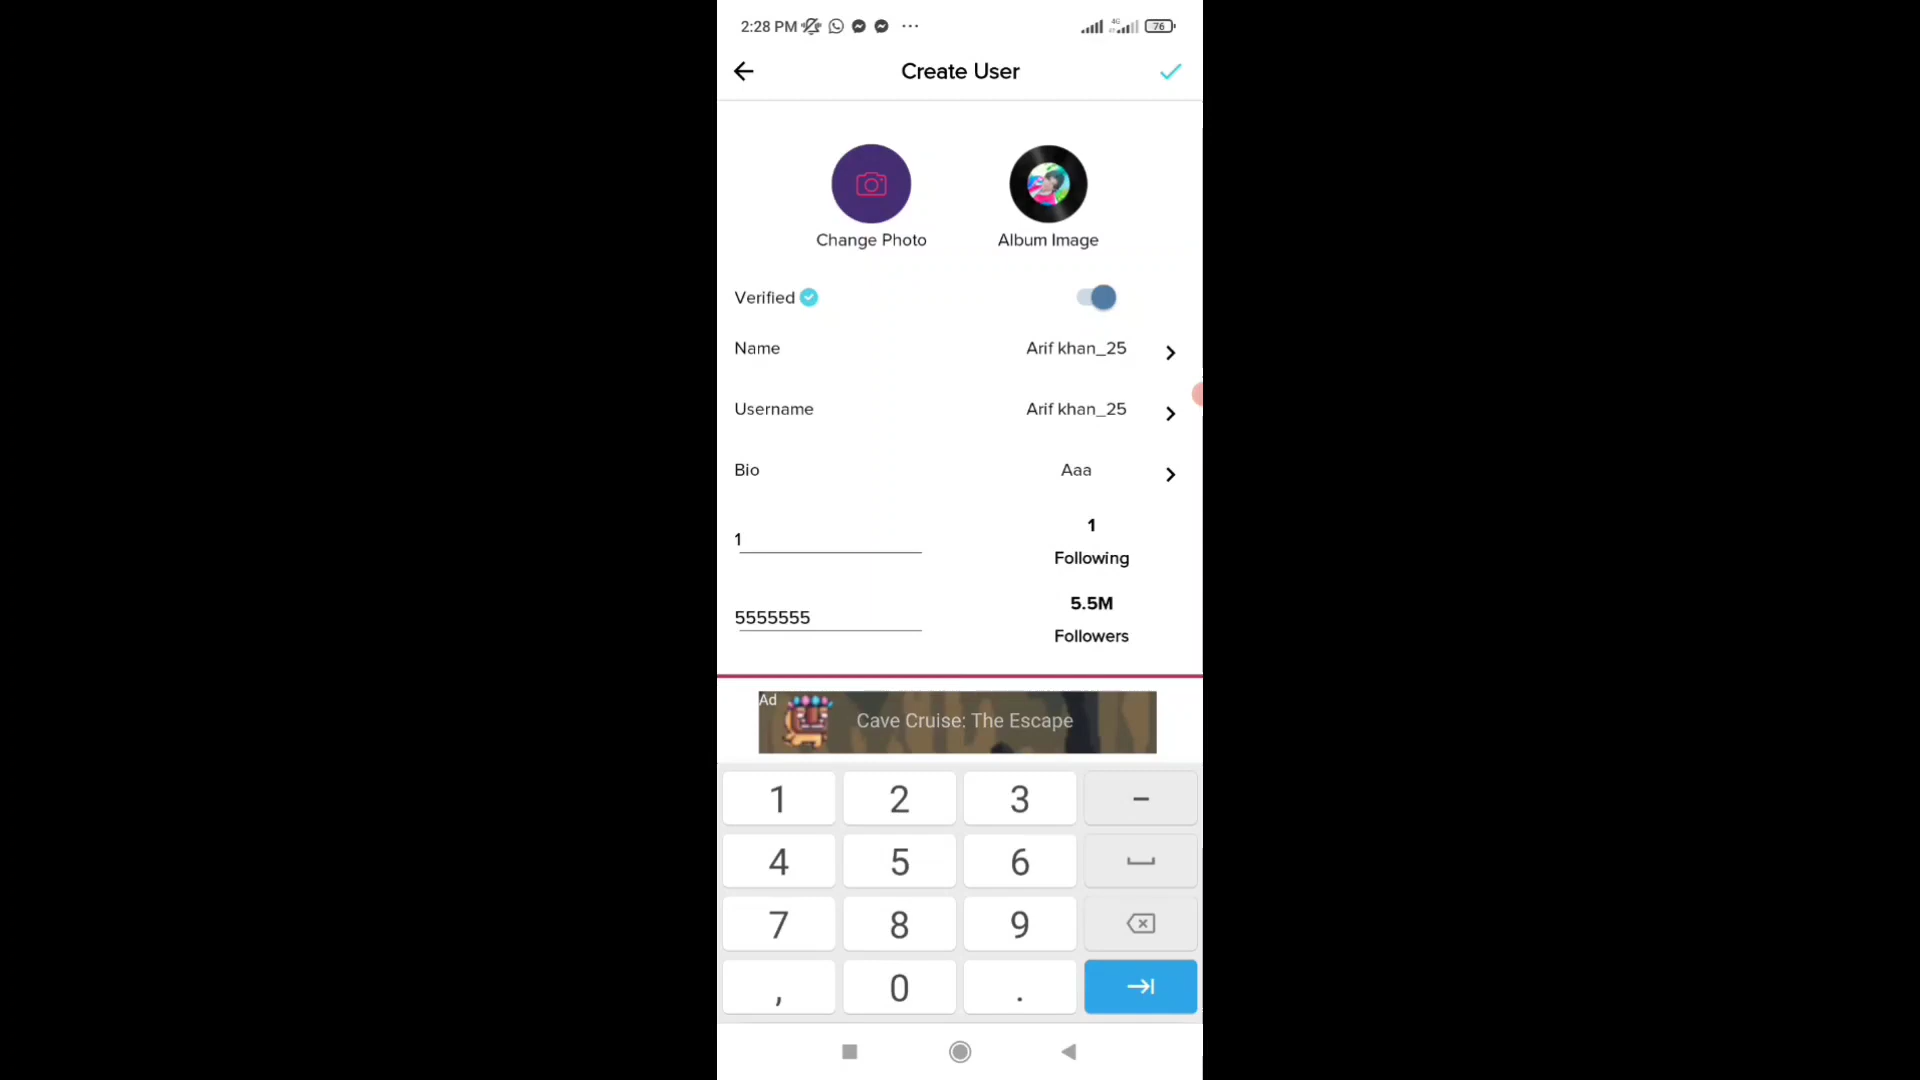 2:28 PM 4G 76
Create User
Change Photo Album Image
Verified
Name Arif khan_25
Username Arif khan_25
Bio Aaa
1 1
Following
5555555 5.5M
Followers
Ad
Cave Cruise: The Escape
1 2 3 -
4 5 6
7 8 9
, 0 .